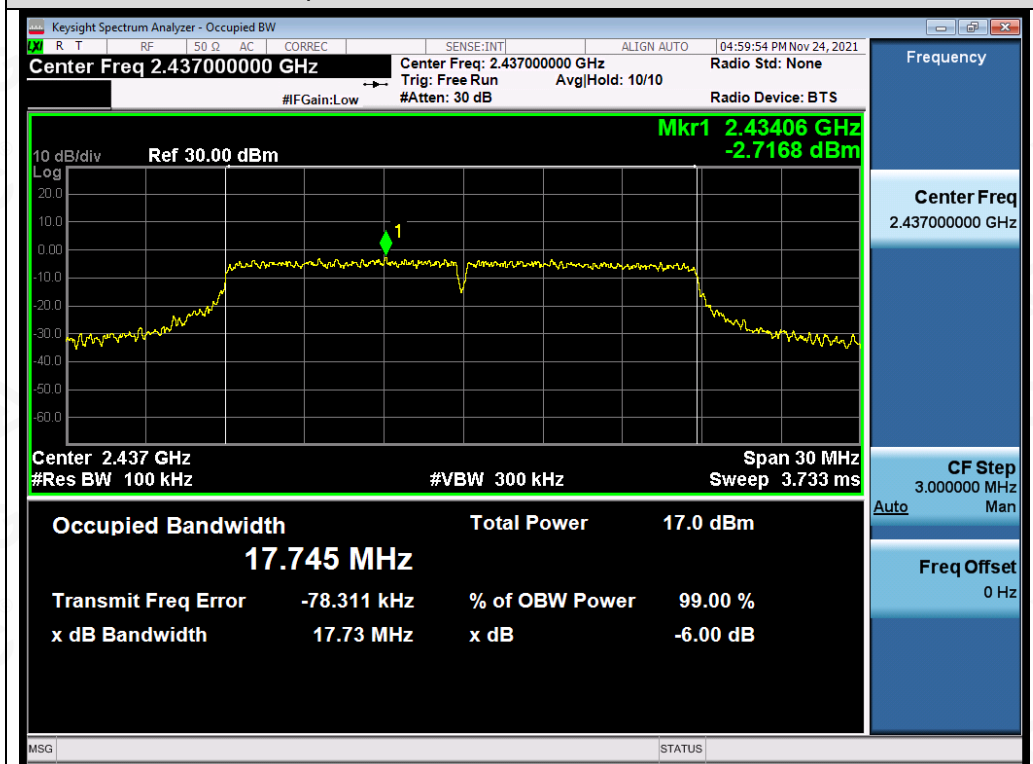 Keysight Spectrum Analyzer - Occupied BW
LXI R T RF 50 Ω AC CORREC SENSE:INT ALIGN AUTO 04:59:54 PM Nov 24, 2021
Center Freq 2.437000000 GHz Center Freq: 2.437000000 GHz Radio Std: None
Trig: Free Run Avg|Hold: 10/10
#IFGain:Low #Atten: 30 dB Radio Device: BTS
Mkr1 2.43406 GHz
10 dB/div Ref 30.00 dBm -2.7168 dBm
Log
20.0
10.0
1
0.00
-10.0
-20.0
-30.0
-40.0
-50.0
-60.0
Center 2.437 GHz Span 30 MHz
#Res BW 100 kHz #VBW 300 kHz Sweep 3.733 ms
Occupied Bandwidth Total Power 17.0 dBm
17.745 MHz
Transmit Freq Error -78.311 kHz % of OBW Power 99.00 %
x dB Bandwidth 17.73 MHz x dB -6.00 dB
Frequency
Center Freq
2.437000000 GHz
CF Step
3.000000 MHz
Auto Man
Freq Offset
0 Hz
MSG STATUS